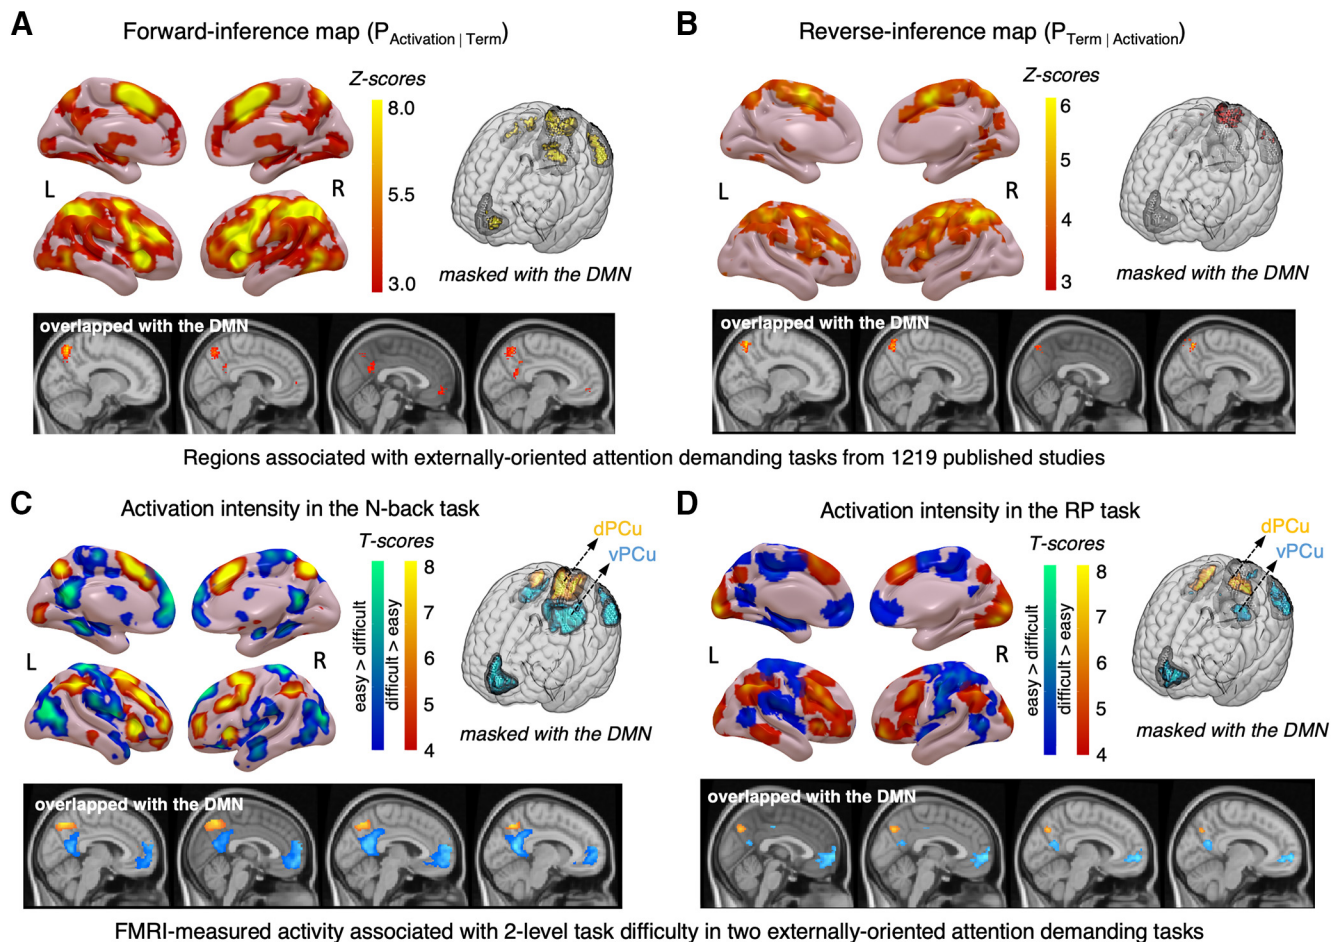 A
Forward-inference map (PActivation | Term)
Z-scores
8.0
5.5
3.0
L
R
masked with the DMN
overlapped with the DMN
B
Reverse-inference map (PTerm | Activation)
Z-scores
6
5
4
3
L
R
masked with the DMN
overlapped with the DMN
Regions associated with externally-oriented attention demanding tasks from 1219 published studies
C
Activation intensity in the N-back task
T-scores
8
7
6
5
4
easy > difficult
difficult > easy
L
R
dPCu
vPCu
masked with the DMN
overlapped with the DMN
D
Activation intensity in the RP task
T-scores
8
7
6
5
4
easy > difficult
difficult > easy
L
R
dPCu
vPCu
masked with the DMN
overlapped with the DMN
FMRI-measured activity associated with 2-level task difficulty in two externally-oriented attention demanding tasks